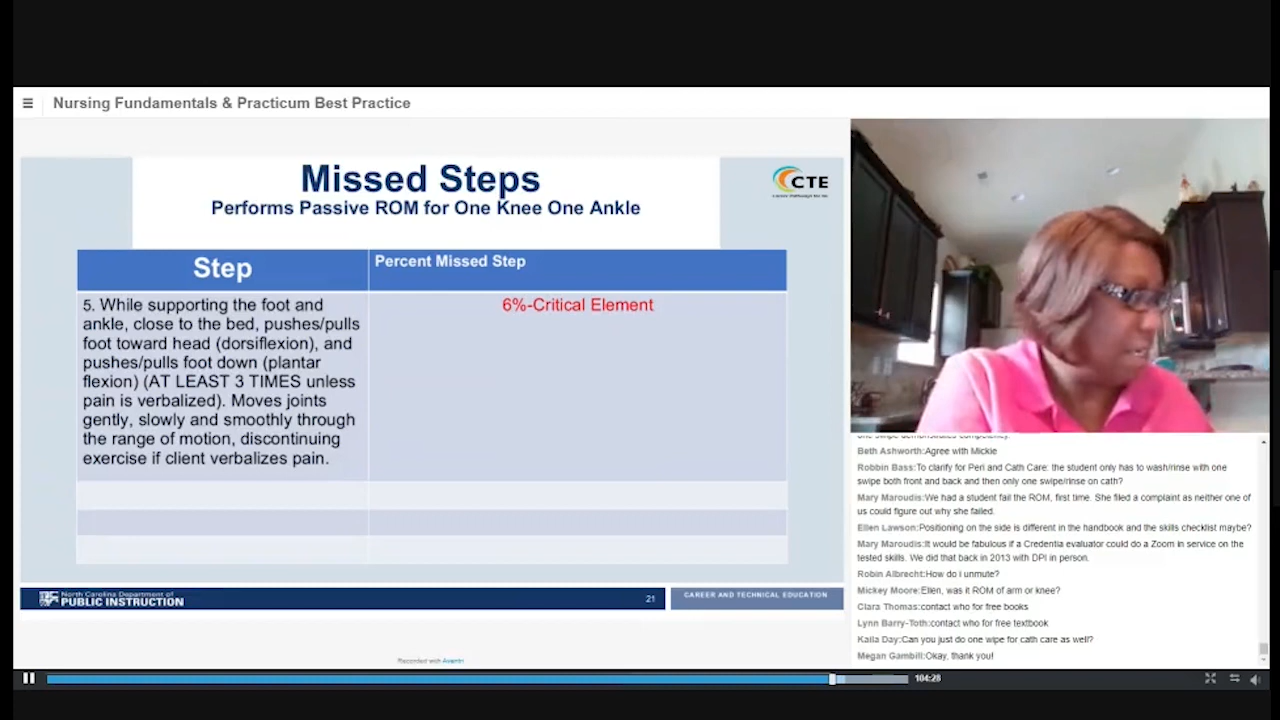 Nursing Fundamentals & Practicum Best Practice
Missed Steps
Performs Passive ROM for One Knee One Ankle
CTE
Step
Percent Missed Step
5. While supporting the foot and
ankle, close to the bed, pushes/pulls
foot toward head (dorsiflexion), and
pushes/pulls foot down (plantar
flexion) (AT LEAST 3 TIMES unless
pain is verbalized). Moves joints
gently, slowly and smoothly through
the range of motion, discontinuing
exercise if client verbalizes pain.
6%-Critical Element
North Carolina Department of
PUBLIC INSTRUCTION
21
CAREER AND TECHNICAL EDUCATION
Recorded with
one swipe demonstrates competency.
Beth Ashworth:Agree with Mickie
Robbin Bass:To clarify for Peri and Cath Care: the student only has to wash/rinse with one
swipe both front and back and then only one swipe/rinse on cath?
Mary Maroudis:We had a student fail the ROM, first time. She filed a complaint as neither one of
us could figure out why she failed.
Ellen Lawson:Positioning on the side is different in the handbook and the skills checklist maybe?
Mary Maroudis:It would be fabulous if a Credentia evaluator could do a Zoom in service on the
tested skills. We did that back in 2013 with DPI in person.
Robin Albrecht:How do i unmute?
Mickey Moore:Ellen, was it ROM of arm or knee?
Clara Thomas:contact who for free books
Lynn Barry-Toth:contact who for free textbook
Kaila Day:Can you just do one wipe for cath care as well?
Megan Gambill:Okay, thank you!
104:28